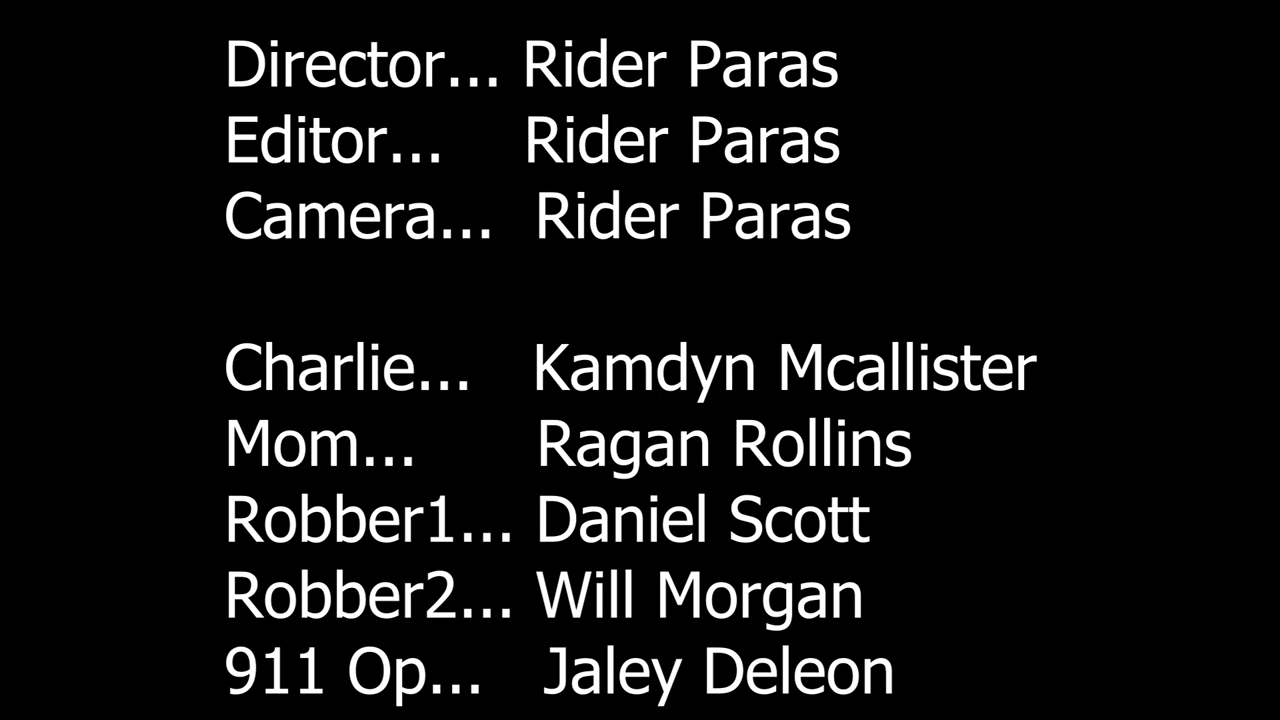 Director... Rider Paras
Editor... Rider Paras
Camera... Rider Paras
Charlie... Kamdyn Mcallister
Mom... Ragan Rollins
Robber1... Daniel Scott
Robber2... Will Morgan
911 Op... Jaley Deleon